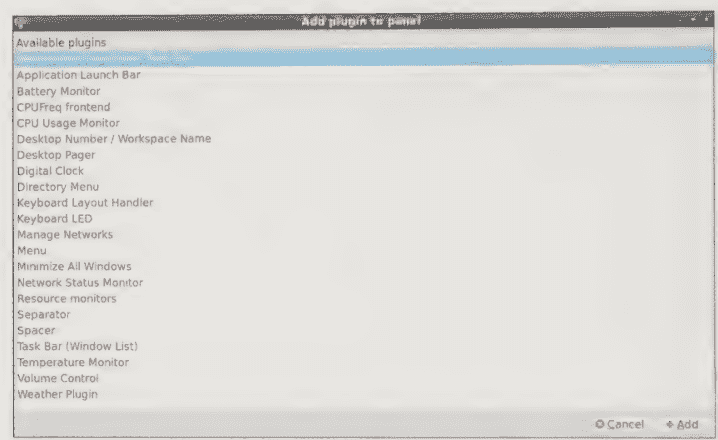 Add plugin to panel
Available plugins
Application Launch Bar
Battery Monitor
CPUFreq frontend
CPU Usage Monitor
Desktop Number / Workspace Name
Desktop Pager
Digital Clock
Directory Menu
Keyboard Layout Handler
Keyboard LED
Manage Networks
Menu
Minimize All Windows
Network Status Monitor
Resource monitors
Separator
Spacer
Task Bar (Window List)
Temperature Monitor
Volume Control
Weather Plugin
Cancel
Add